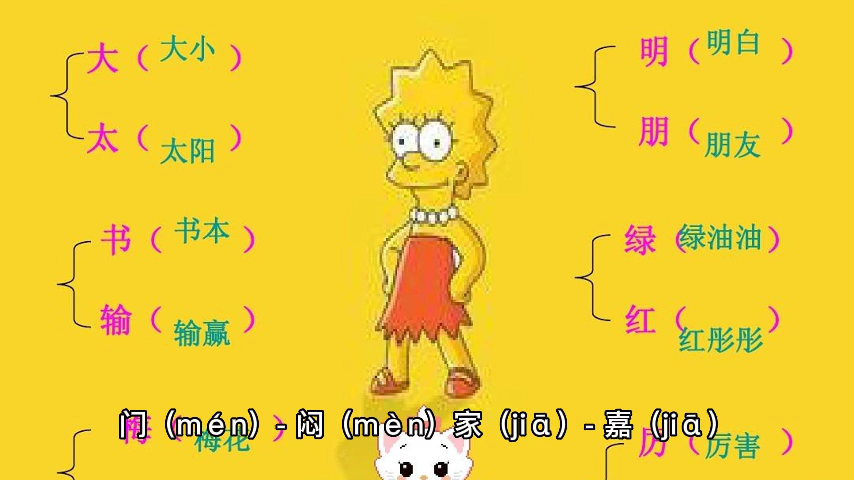 大（大小）
太（太阳）
书（书本）
输（输赢）
梅（梅花）
明（明白）
朋（朋友）
绿（绿油油）
红（红彤彤）
厉（厉害）
门（mén）-闷（mèn）家（jiā）-嘉（jiā）